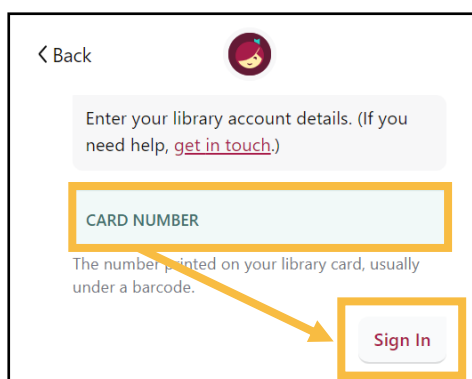 Back
Enter your library account details. (If you
need help, get in touch.)
CARD NUMBER
The number printed on your library card, usually
under a barcode.
Sign In